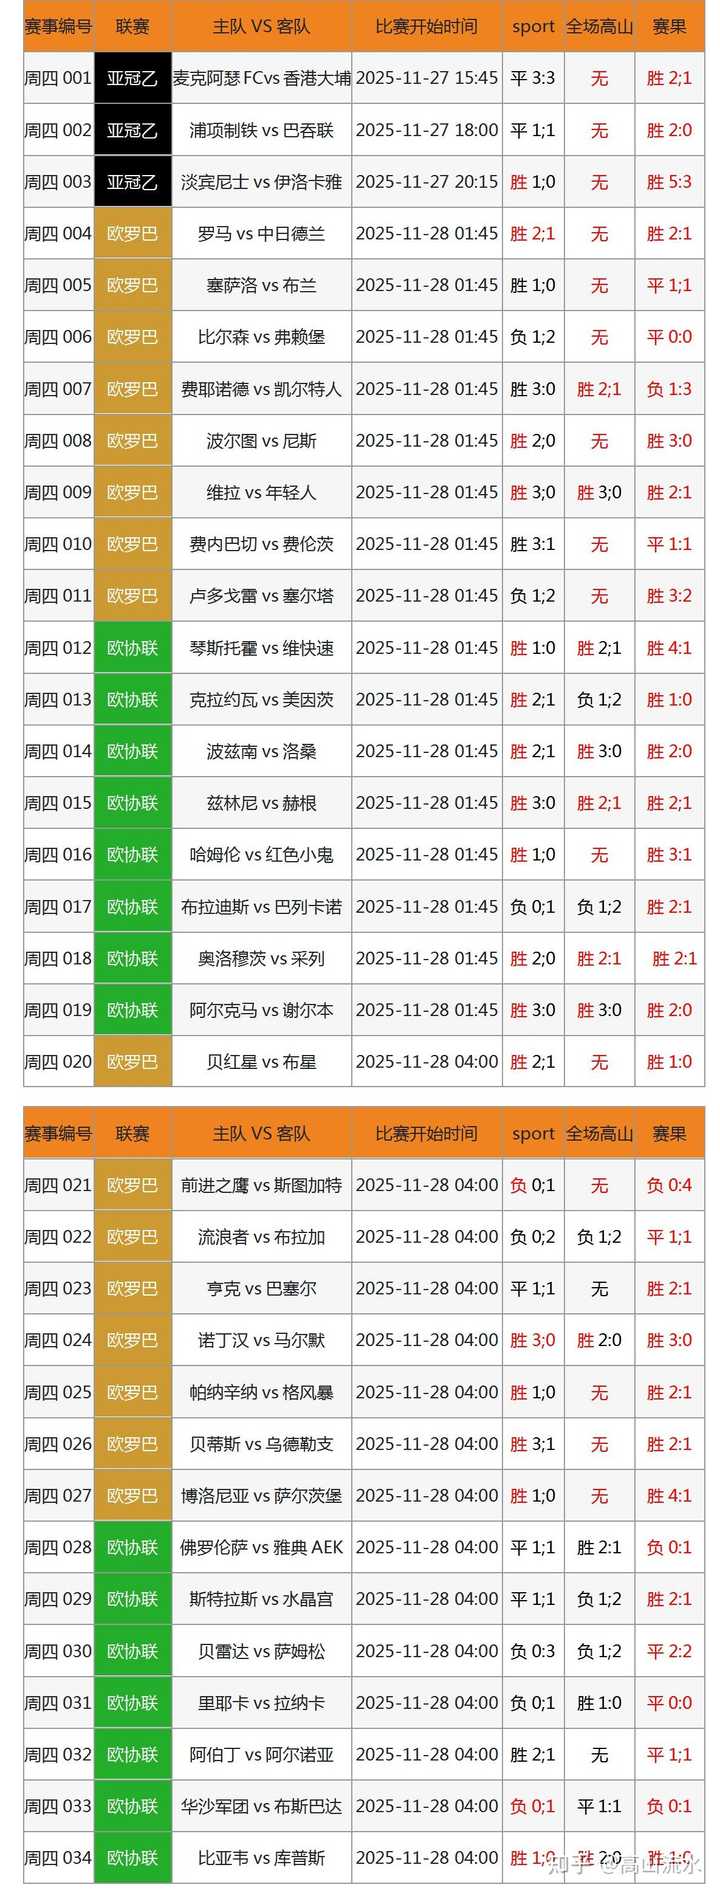 赛事编号 联赛 主队 VS 客队 比赛开始时间 sport 全场高山 赛果
周四 001 亚冠乙 麦克阿瑟 FCvs 香港大埔 2025-11-27 15:45 平 3:3 无 胜 2;1
周四 002 亚冠乙 浦项制铁 vs 巴吞联 2025-11-27 18:00 平 1;1 无 胜 2:0
周四 003 亚冠乙 淡宾尼士 vs 伊洛卡雅 2025-11-27 20:15 胜 1;0 无 胜 5:3
周四 004 欧罗巴 罗马 vs 中日德兰 2025-11-28 01:45 胜 2;1 无 胜 2:1
周四 005 欧罗巴 塞萨洛 vs 布兰 2025-11-28 01:45 胜 1;0 无 平 1;1
周四 006 欧罗巴 比尔森 vs 弗赖堡 2025-11-28 01:45 负 1;2 无 平 0:0
周四 007 欧罗巴 费耶诺德 vs 凯尔特人 2025-11-28 01:45 胜 3:0 胜 2;1 负 1:3
周四 008 欧罗巴 波尔图 vs 尼斯 2025-11-28 01:45 胜 2;0 无 胜 3:0
周四 009 欧罗巴 维拉 vs 年轻人 2025-11-28 01:45 胜 3;0 胜 3;0 胜 2:1
周四 010 欧罗巴 费内巴切 vs 费伦茨 2025-11-28 01:45 胜 3:1 无 平 1:1
周四 011 欧罗巴 卢多戈雷 vs 塞尔塔 2025-11-28 01:45 负 1;2 无 胜 3:2
周四 012 欧协联 琴斯托霍 vs 维快速 2025-11-28 01:45 胜 1:0 胜 2;1 胜 4:1
周四 013 欧协联 克拉约瓦 vs 美因茨 2025-11-28 01:45 胜 2;1 负 1;2 胜 1:0
周四 014 欧协联 波兹南 vs 洛桑 2025-11-28 01:45 胜 2;1 胜 3:0 胜 2:0
周四 015 欧协联 兹林尼 vs 赫根 2025-11-28 01:45 胜 3:0 胜 2;1 胜 2;1
周四 016 欧协联 哈姆伦 vs 红色小鬼 2025-11-28 01:45 胜 1;0 无 胜 3:1
周四 017 欧协联 布拉迪斯 vs 巴列卡诺 2025-11-28 01:45 负 0;1 负 1;2 胜 2:1
周四 018 欧协联 奥洛穆茨 vs 采列 2025-11-28 01:45 胜 2;0 胜 2:1 胜 2:1
周四 019 欧协联 阿尔克马 vs 谢尔本 2025-11-28 01:45 胜 3:0 胜 3:0 胜 2:0
周四 020 欧罗巴 贝红星 vs 布星 2025-11-28 04:00 胜 2;1 无 胜 1:0
赛事编号 联赛 主队 VS 客队 比赛开始时间 sport 全场高山 赛果
周四 021 欧罗巴 前进之鹰 vs 斯图加特 2025-11-28 04:00 负 0;1 无 负 0:4
周四 022 欧罗巴 流浪者 vs 布拉加 2025-11-28 04:00 负 0;2 负 1;2 平 1;1
周四 023 欧罗巴 亨克 vs 巴塞尔 2025-11-28 04:00 平 1;1 无 胜 2:1
周四 024 欧罗巴 诺丁汉 vs 马尔默 2025-11-28 04:00 胜 3;0 胜 2:0 胜 3:0
周四 025 欧罗巴 帕纳辛纳 vs 格风暴 2025-11-28 04:00 胜 1;0 无 胜 2:1
周四 026 欧罗巴 贝蒂斯 vs 乌德勒支 2025-11-28 04:00 胜 3;1 无 胜 2:1
周四 027 欧罗巴 博洛尼亚 vs 萨尔茨堡 2025-11-28 04:00 胜 1;0 无 胜 4:1
周四 028 欧协联 佛罗伦萨 vs 雅典 AEK 2025-11-28 04:00 平 1;1 胜 2:1 负 0:1
周四 029 欧协联 斯特拉斯 vs 水晶宫 2025-11-28 04:00 平 1;1 负 1;2 胜 2:1
周四 030 欧协联 贝雷达 vs 萨姆松 2025-11-28 04:00 负 0:3 负 1;2 平 2:2
周四 031 欧协联 里耶卡 vs 拉纳卡 2025-11-28 04:00 负 0;1 胜 1:0 平 0:0
周四 032 欧协联 阿伯丁 vs 阿尔诺亚 2025-11-28 04:00 胜 2;1 无 平 1;1
周四 033 欧协联 华沙军团 vs 布斯巴达 2025-11-28 04:00 负 0;1 平 1:1 负 0:1
周四 034 欧协联 比亚韦 vs 库普斯 2025-11-28 04:00 胜 1;0 胜 2:0 胜 1:0
知乎 @高山流水